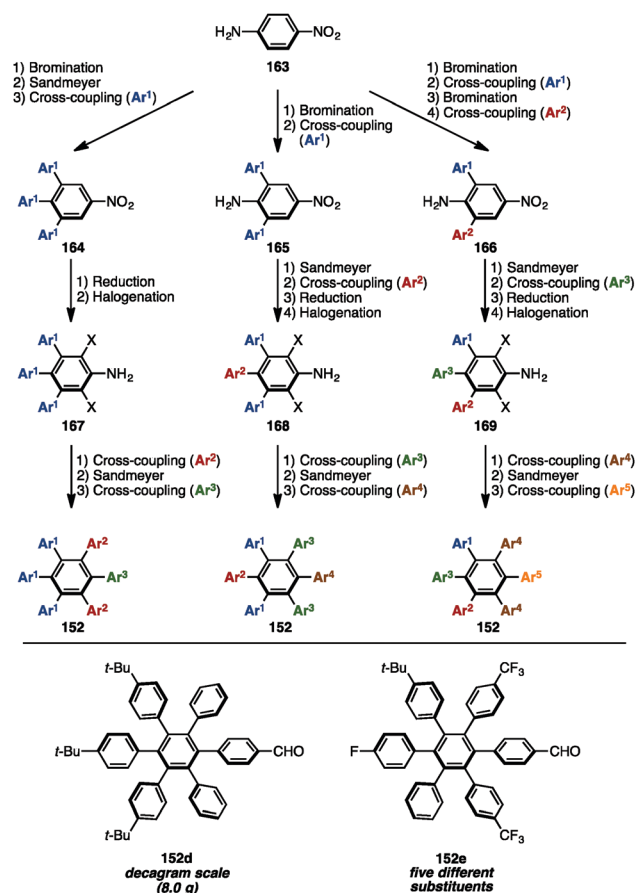 H₂N
NO₂
163
1) Bromination
2) Sandmeyer
3) Cross-coupling (Ar¹)
1) Bromination
2) Cross-coupling
(Ar¹)
1) Bromination
2) Cross-coupling (Ar¹)
3) Bromination
4) Cross-coupling (Ar²)
Ar¹
Ar¹
NO₂
Ar¹
164
Ar¹
H₂N
NO₂
Ar¹
165
Ar¹
H₂N
NO₂
Ar²
166
1) Reduction
2) Halogenation
1) Sandmeyer
2) Cross-coupling (Ar²)
3) Reduction
4) Halogenation
1) Sandmeyer
2) Cross-coupling (Ar³)
3) Reduction
4) Halogenation
Ar¹
X
Ar¹
NH₂
Ar¹
X
167
Ar¹
X
Ar²
NH₂
Ar¹
X
168
Ar¹
X
Ar³
NH₂
Ar²
X
169
1) Cross-coupling (Ar²)
2) Sandmeyer
3) Cross-coupling (Ar³)
1) Cross-coupling (Ar³)
2) Sandmeyer
3) Cross-coupling (Ar⁴)
1) Cross-coupling (Ar⁴)
2) Sandmeyer
3) Cross-coupling (Ar⁵)
Ar¹
Ar²
Ar¹
Ar³
Ar¹
Ar²
152
Ar¹
Ar³
Ar²
Ar⁴
Ar¹
Ar³
152
Ar¹
Ar⁴
Ar³
Ar⁵
Ar²
Ar⁴
152
t-Bu
t-Bu
CHO
t-Bu
152d
decagram scale
(8.0 g)
t-Bu
CF₃
F
CHO
CF₃
152e
five different
substituents